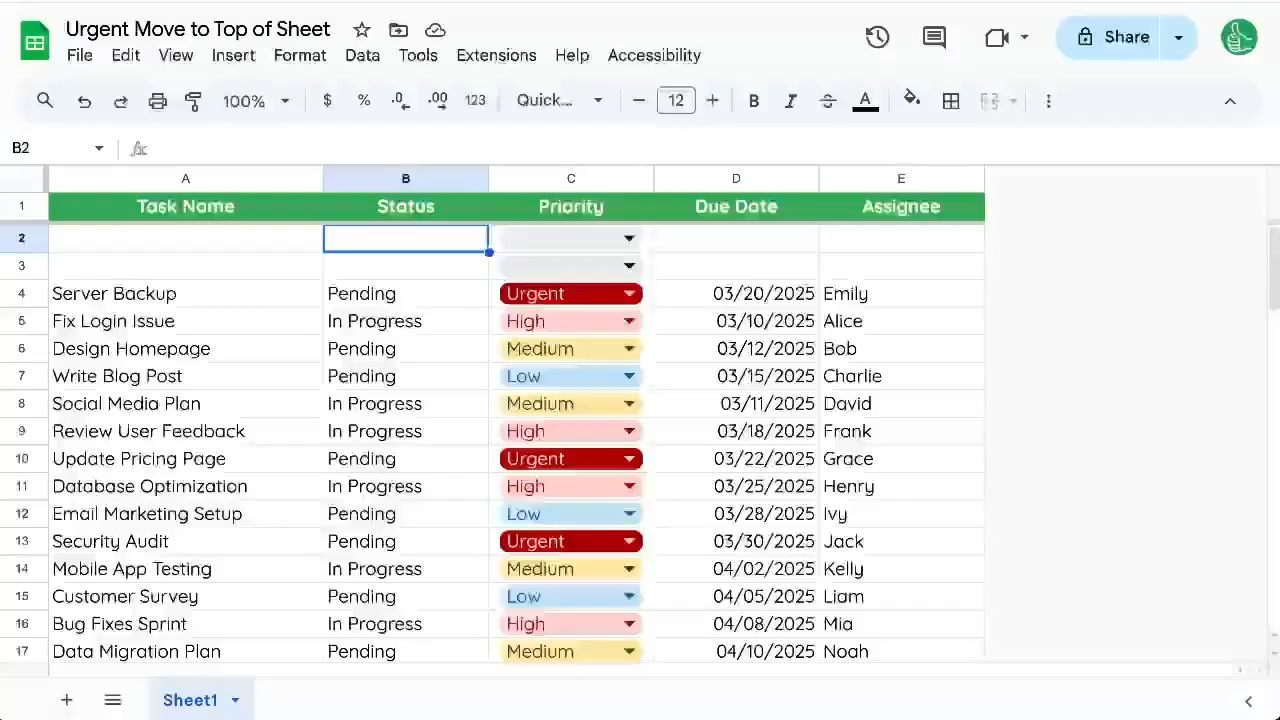 Urgent Move to Top of Sheet
File Edit View Insert Format Data Tools Extensions Help Accessibility
Share
100% $ % .0 .00 123 Quick... 12 B I S A
B2 fx
A B C D E
1 Task Name Status Priority Due Date Assignee
2
3
4 Server Backup Pending Urgent 03/20/2025 Emily
5 Fix Login Issue In Progress High 03/10/2025 Alice
6 Design Homepage Pending Medium 03/12/2025 Bob
7 Write Blog Post Pending Low 03/15/2025 Charlie
8 Social Media Plan In Progress Medium 03/11/2025 David
9 Review User Feedback In Progress High 03/18/2025 Frank
10 Update Pricing Page Pending Urgent 03/22/2025 Grace
11 Database Optimization In Progress High 03/25/2025 Henry
12 Email Marketing Setup Pending Low 03/28/2025 Ivy
13 Security Audit Pending Urgent 03/30/2025 Jack
14 Mobile App Testing In Progress Medium 04/02/2025 Kelly
15 Customer Survey Pending Low 04/05/2025 Liam
16 Bug Fixes Sprint In Progress High 04/08/2025 Mia
17 Data Migration Plan Pending Medium 04/10/2025 Noah
Sheet1